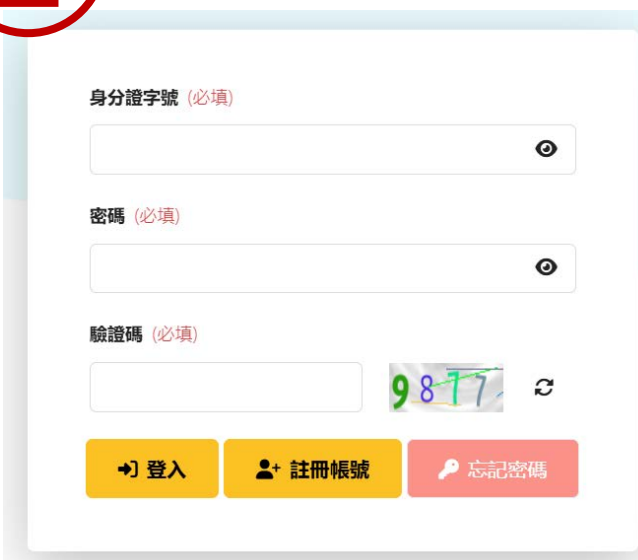 身分證字號 (必填)
密碼 (必填)
驗證碼 (必填)
9877
登入 註冊帳號 忘記密碼